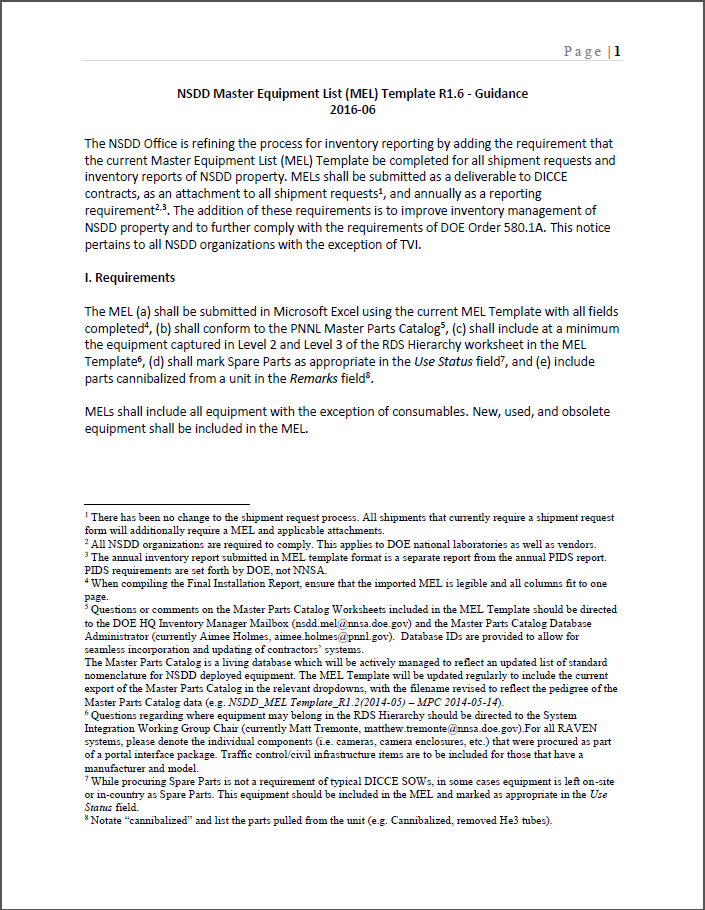 Page | 1
NSDD Master Equipment List (MEL) Template R1.6 - Guidance
2016-06
The NSDD Office is refining the process for inventory reporting by adding the requirement that
the current Master Equipment List (MEL) Template be completed for all shipment requests and
inventory reports of NSDD property. MELs shall be submitted as a deliverable to DICCE
contracts, as an attachment to all shipment requests¹, and annually as a reporting
requirement²,³. The addition of these requirements is to improve inventory management of
NSDD property and to further comply with the requirements of DOE Order 580.1A. This notice
pertains to all NSDD organizations with the exception of TVI.
I. Requirements
The MEL (a) shall be submitted in Microsoft Excel using the current MEL Template with all fields
completed⁴, (b) shall conform to the PNNL Master Parts Catalog⁵, (c) shall include at a minimum
the equipment captured in Level 2 and Level 3 of the RDS Hierarchy worksheet in the MEL
Template⁶, (d) shall mark Spare Parts as appropriate in the Use Status field⁷, and (e) include
parts cannibalized from a unit in the Remarks field⁸.
MELs shall include all equipment with the exception of consumables. New, used, and obsolete
equipment shall be included in the MEL.
¹ There has been no change to the shipment request process. All shipments that currently require a shipment request
form will additionally require a MEL and applicable attachments.
² All NSDD organizations are required to comply. This applies to DOE national laboratories as well as vendors.
³ The annual inventory report submitted in MEL template format is a separate report from the annual PIDS report.
PIDS requirements are set forth by DOE, not NNSA.
⁴ When compiling the Final Installation Report, ensure that the imported MEL is legible and all columns fit to one
page.
⁵ Questions or comments on the Master Parts Catalog Worksheets included in the MEL Template should be directed
to the DOE HQ Inventory Manager Mailbox (nsdd.mel@nnsa.doe.gov) and the Master Parts Catalog Database
Administrator (currently Aimee Holmes, aimee.holmes@pnnl.gov). Database IDs are provided to allow for
seamless incorporation and updating of contractors' systems.
The Master Parts Catalog is a living database which will be actively managed to reflect an updated list of standard
nomenclature for NSDD deployed equipment. The MEL Template will be updated regularly to include the current
export of the Master Parts Catalog in the relevant dropdowns, with the filename revised to reflect the pedigree of the
Master Parts Catalog data (e.g. NSDD_MEL Template_R1.2(2014-05) – MPC 2014-05-14).
⁶ Questions regarding where equipment may belong in the RDS Hierarchy should be directed to the System
Integration Working Group Chair (currently Matt Tremonte, matthew.tremonte@nnsa.doe.gov).For all RAVEN
systems, please denote the individual components (i.e. cameras, camera enclosures, etc.) that were procured as part
of a portal interface package. Traffic control/civil infrastructure items are to be included for those that have a
manufacturer and model.
⁷ While procuring Spare Parts is not a requirement of typical DICCE SOWs, in some cases equipment is left on-site
or in-country as Spare Parts. This equipment should be included in the MEL and marked as appropriate in the Use
Status field.
⁸ Notate “cannibalized” and list the parts pulled from the unit (e.g. Cannibalized, removed He3 tubes).